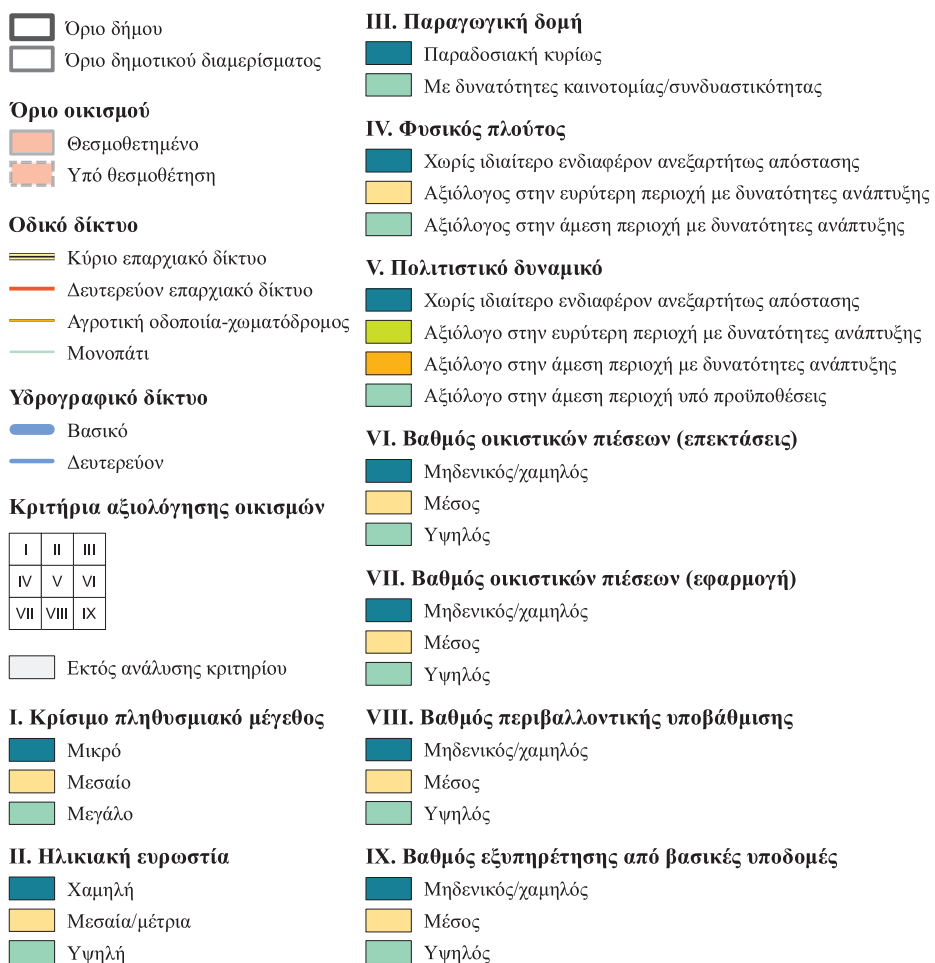 Όριο δήμου
Όριο δημοτικού διαμερίσματος
Όριο οικισμού
Θεσμοθετημένο
Υπό θεσμοθέτηση
Οδικό δίκτυο
Κύριο επαρχιακό δίκτυο
Δευτερεύον επαρχιακό δίκτυο
Αγροτική οδοποιία-χωματόδρομος
Μονοπάτι
Υδρογραφικό δίκτυο
Βασικό
Δευτερεύον
Κριτήρια αξιολόγησης οικισμών
I II III
IV V VI
VII VIII IX
Εκτός ανάλυσης κριτηρίου
I. Κρίσιμο πληθυσμιακό μέγεθος
Μικρό
Μεσαίο
Μεγάλο
II. Ηλικιακή ευρωστία
Χαμηλή
Μεσαία/μέτρια
Υψηλή
III. Παραγωγική δομή
Παραδοσιακή κυρίως
Με δυνατότητες καινοτομίας/συνδυαστικότητας
IV. Φυσικός πλούτος
Χωρίς ιδιαίτερο ενδιαφέρον ανεξαρτήτως απόστασης
Αξιόλογος στην ευρύτερη περιοχή με δυνατότητες ανάπτυξης
Αξιόλογος στην άμεση περιοχή με δυνατότητες ανάπτυξης
V. Πολιτιστικό δυναμικό
Χωρίς ιδιαίτερο ενδιαφέρον ανεξαρτήτως απόστασης
Αξιόλογο στην ευρύτερη περιοχή με δυνατότητες ανάπτυξης
Αξιόλογο στην άμεση περιοχή με δυνατότητες ανάπτυξης
Αξιόλογο στην άμεση περιοχή υπό προϋποθέσεις
VI. Βαθμός οικιστικών πιέσεων (επεκτάσεις)
Μηδενικός/χαμηλός
Μέσος
Υψηλός
VII. Βαθμός οικιστικών πιέσεων (εφαρμογή)
Μηδενικός/χαμηλός
Μέσος
Υψηλός
VIII. Βαθμός περιβαλλοντικής υποβάθμισης
Μηδενικός/χαμηλός
Μέσος
Υψηλός
IX. Βαθμός εξυπηρέτησης από βασικές υποδομές
Μηδενικός/χαμηλός
Μέσος
Υψηλός